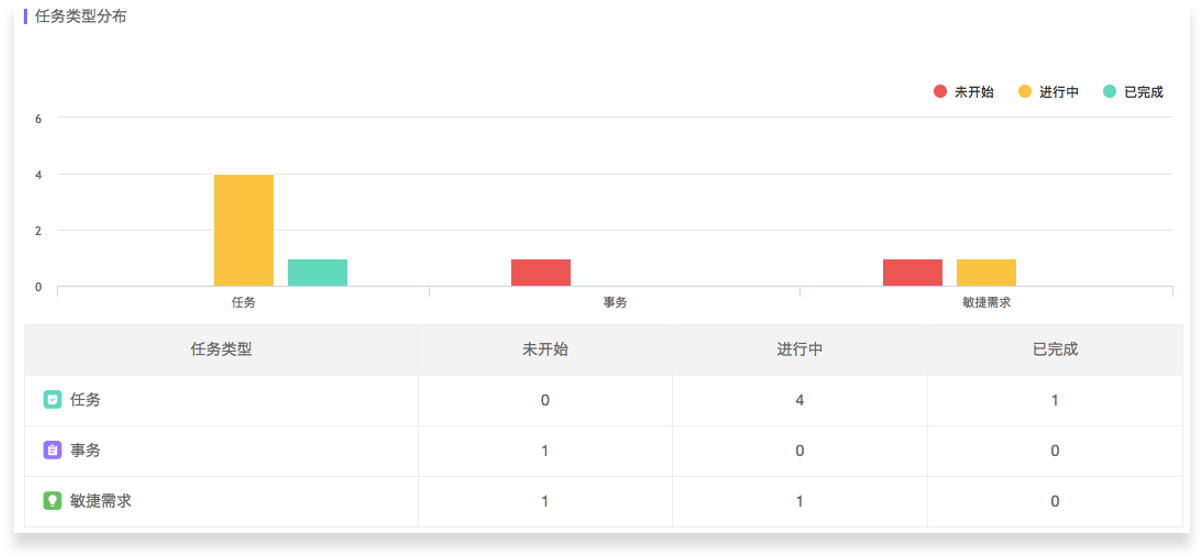 任务类型分布
未开始 进行中 已完成
6
4
2
0
任务 事务 敏捷需求
任务类型 未开始 进行中 已完成
任务 0 4 1
事务 1 0 0
敏捷需求 1 1 0